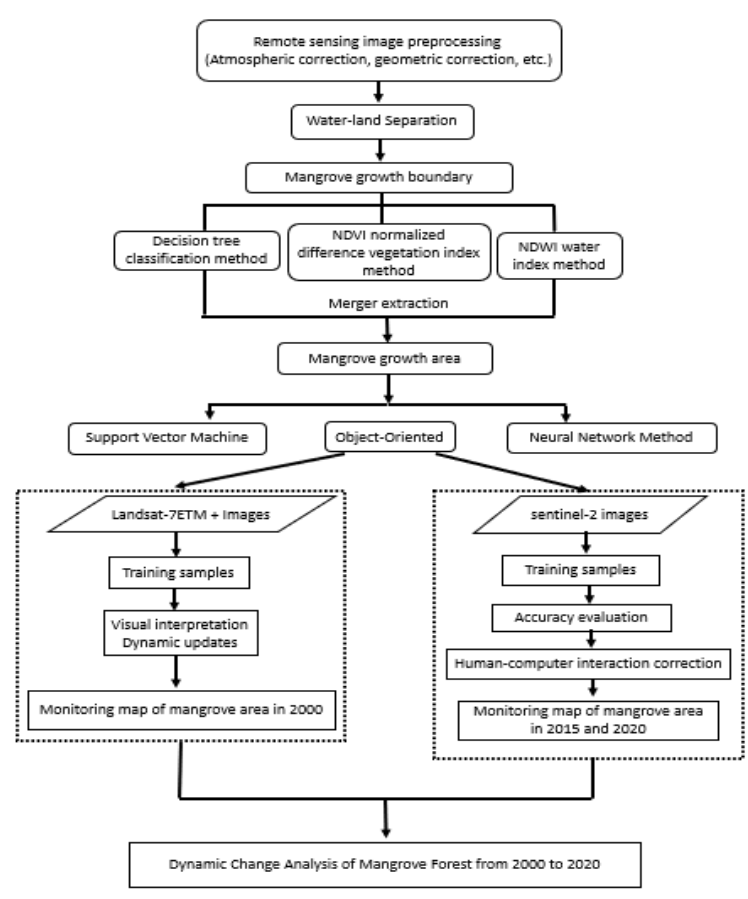 Remote sensing image preprocessing
(Atmospheric correction, geometric correction, etc.)
Water-land Separation
Mangrove growth boundary
Decision tree
classification method
NDVI normalized
difference vegetation index
method
NDWI water
index method
Merger extraction
Mangrove growth area
Support Vector Machine
Object-Oriented
Neural Network Method
Landsat-7ETM + Images
Training samples
Visual interpretation
Dynamic updates
Monitoring map of mangrove area in 2000
sentinel-2 images
Training samples
Accuracy evaluation
Human-computer interaction correction
Monitoring map of mangrove area
in 2015 and 2020
Dynamic Change Analysis of Mangrove Forest from 2000 to 2020